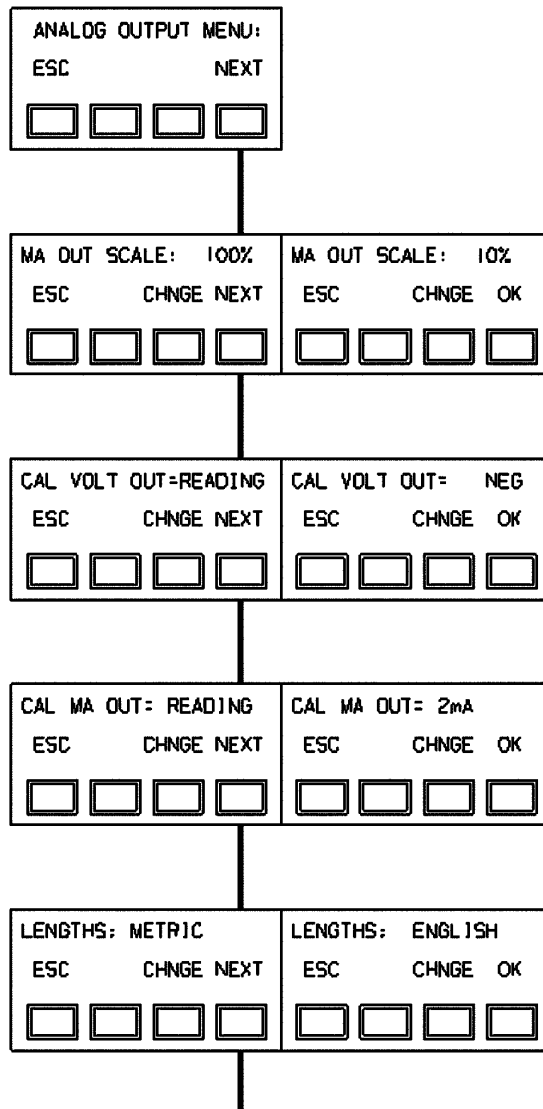 ANALOG OUTPUT MENU:
ESC NEXT
MA OUT SCALE: 100%
ESC CHNGE NEXT
MA OUT SCALE: 10%
ESC CHNGE OK
CAL VOLT OUT=READING
ESC CHNGE NEXT
CAL VOLT OUT= NEG
ESC CHNGE OK
CAL MA OUT= READING
ESC CHNGE NEXT
CAL MA OUT= 2mA
ESC CHNGE OK
LENGTHS: METRIC
ESC CHNGE NEXT
LENGTHS: ENGLISH
ESC CHNGE OK